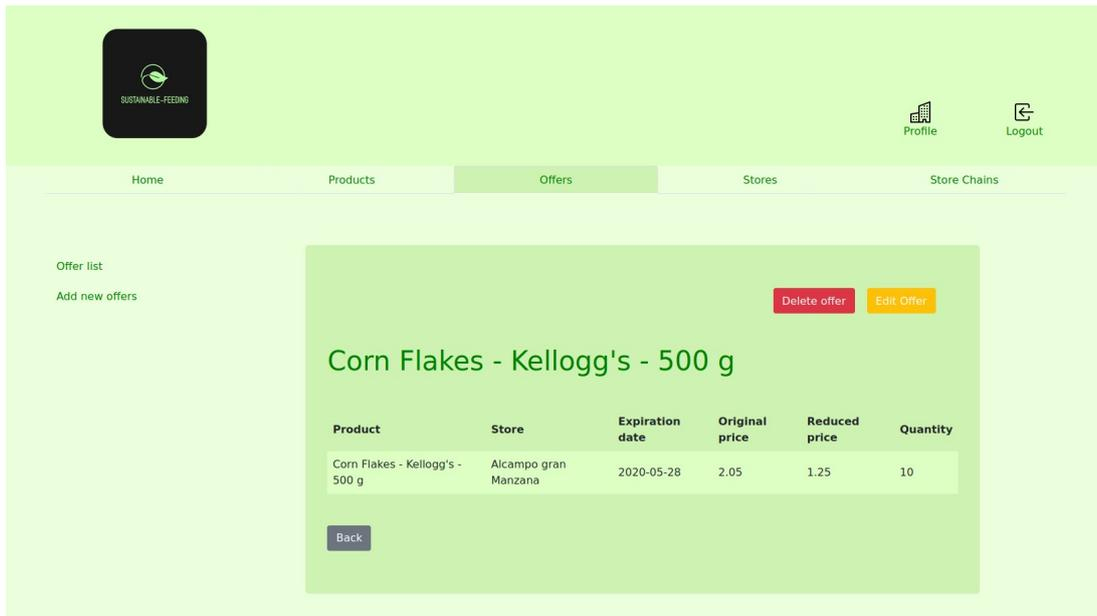 SUSTAINABLE-FEEDING
Profile
Logout
Home
Products
Offers
Stores
Store Chains
Offer list
Add new offers
Delete offer
Edit Offer
Corn Flakes - Kellogg's - 500 g
Product
Store
Expiration
date
Original
price
Reduced
price
Quantity
Corn Flakes - Kellogg's -
500 g
Alcampo gran
Manzana
2020-05-28
2.05
1.25
10
Back